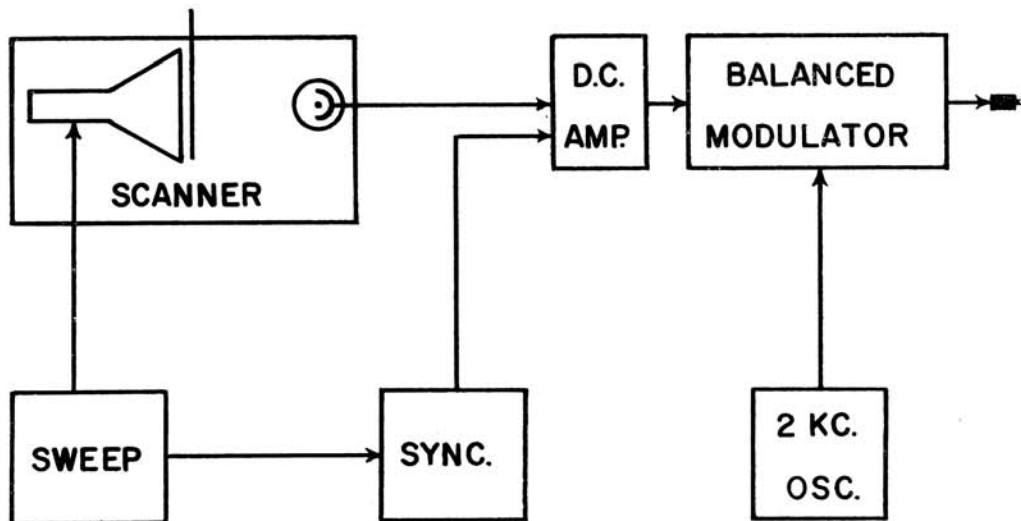 D.C.
AMP.
BALANCED
MODULATOR
SCANNER
SWEEP
SYNC.
2 KC.
OSC.